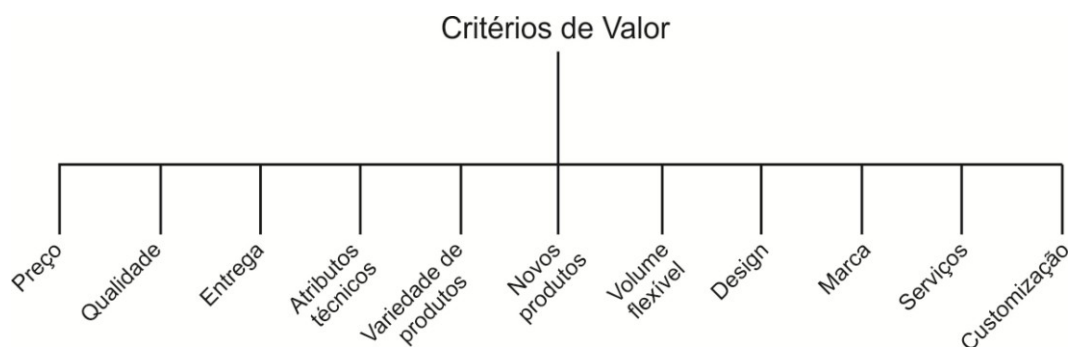 Critérios de Valor
Preço
Qualidade
Entrega
Atributos
técnicos
Variedade de
produtos
Novos
produtos
Volume
flexível
Design
Marca
Serviços
Customização